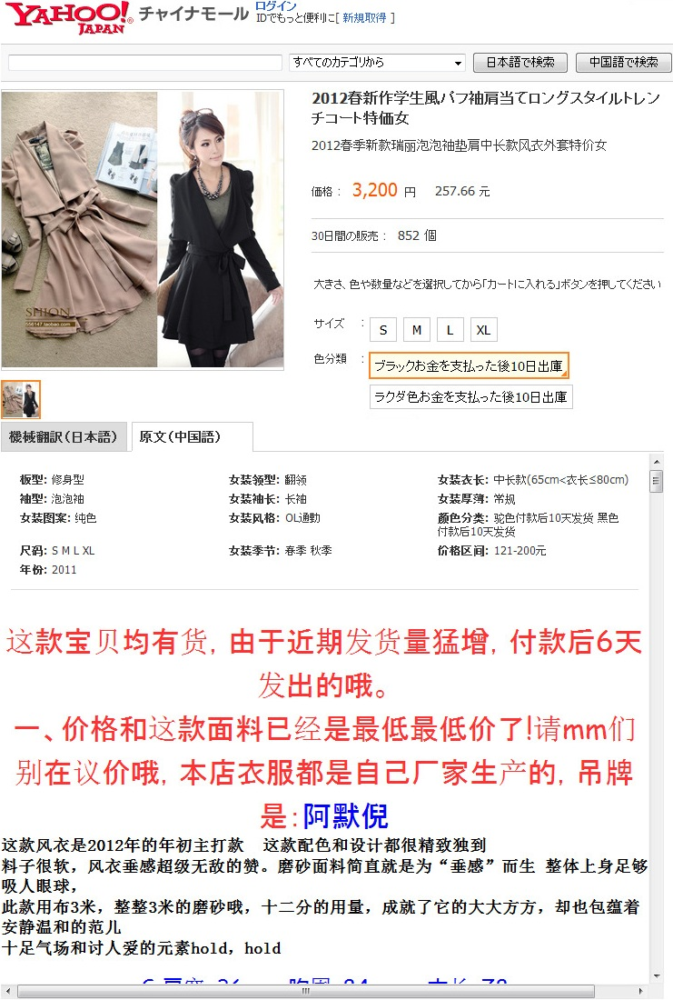 YAHOO! JAPAN チャイナモール
ログイン
IDでもっと便利に[ 新規取得 ]
すべてのカテゴリから 日本語で検索 中国語で検索
2012春新作学生風パフ袖肩当てロングスタイルトレン
チコート特価女
2012春季新款瑞丽泡泡袖垫肩中长款风衣外套特价女
価格： 3,200 円 257.66 元
30日間の販売： 852 個
大きさ、色や数量などを選択してから「カートに入れる」ボタンを押してください
サイズ : S M L XL
色分類 : ブラックお金を支払った後10日出庫
ラクダ色お金を支払った後10日出庫
SHION
556147.taobao.com
機械翻訳（日本語） 原文（中国語）
板型: 修身型 女装领型: 翻领 女装衣长: 中长款(65cm<衣长≤80cm)
袖型: 泡泡袖 女装袖长: 长袖 女装厚薄: 常规
女装图案: 纯色 女装风格: OL通勤 颜色分类: 驼色付款后10天发货 黑色
付款后10天发货
尺码: S M L XL 女装季节: 春季 秋季 价格区间: 121-200元
年份: 2011
这款宝贝均有货, 由于近期发货量猛增, 付款后6天
发出的哦。
一、价格和这款面料已经是最低最低价了!请mm们
别在议价哦, 本店衣服都是自己厂家生产的, 吊牌
是:阿默倪
这款风衣是2012年的年初主打款 这款配色和设计都很精致独到
料子很软，风衣垂感超级无敌的赞。磨砂面料简直就是为“垂感”而生 整体上身足够
吸人眼球，
此款用布3米，整整3米的磨砂哦，十二分的用量，成就了它的大大方方，却也包蕴着
安静温和的范儿
十足气场和讨人爱的元素hold，hold